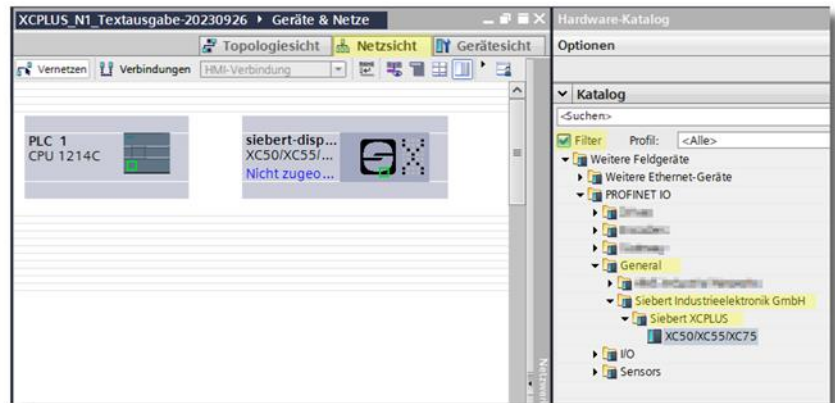 XCPLUS_N1_Textausgabe-20230926 ▸ Geräte & Netze
Topologiesicht Netzsicht Gerätesicht
Vernetzen Verbindungen HMI-Verbindung
PLC 1
CPU 1214C
siebert-disp...
XC50/XC55/...
Nicht zugeo...
Netzwerk
Hardware-Katalog
Optionen
Katalog
<Suchen>
Filter Profil: <Alle>
Weitere Feldgeräte
Weitere Ethernet-Geräte
PROFINET IO
General
Siebert Industrieelektronik GmbH
Siebert XCPLUS
XC50/XC55/XC75
I/O
Sensors